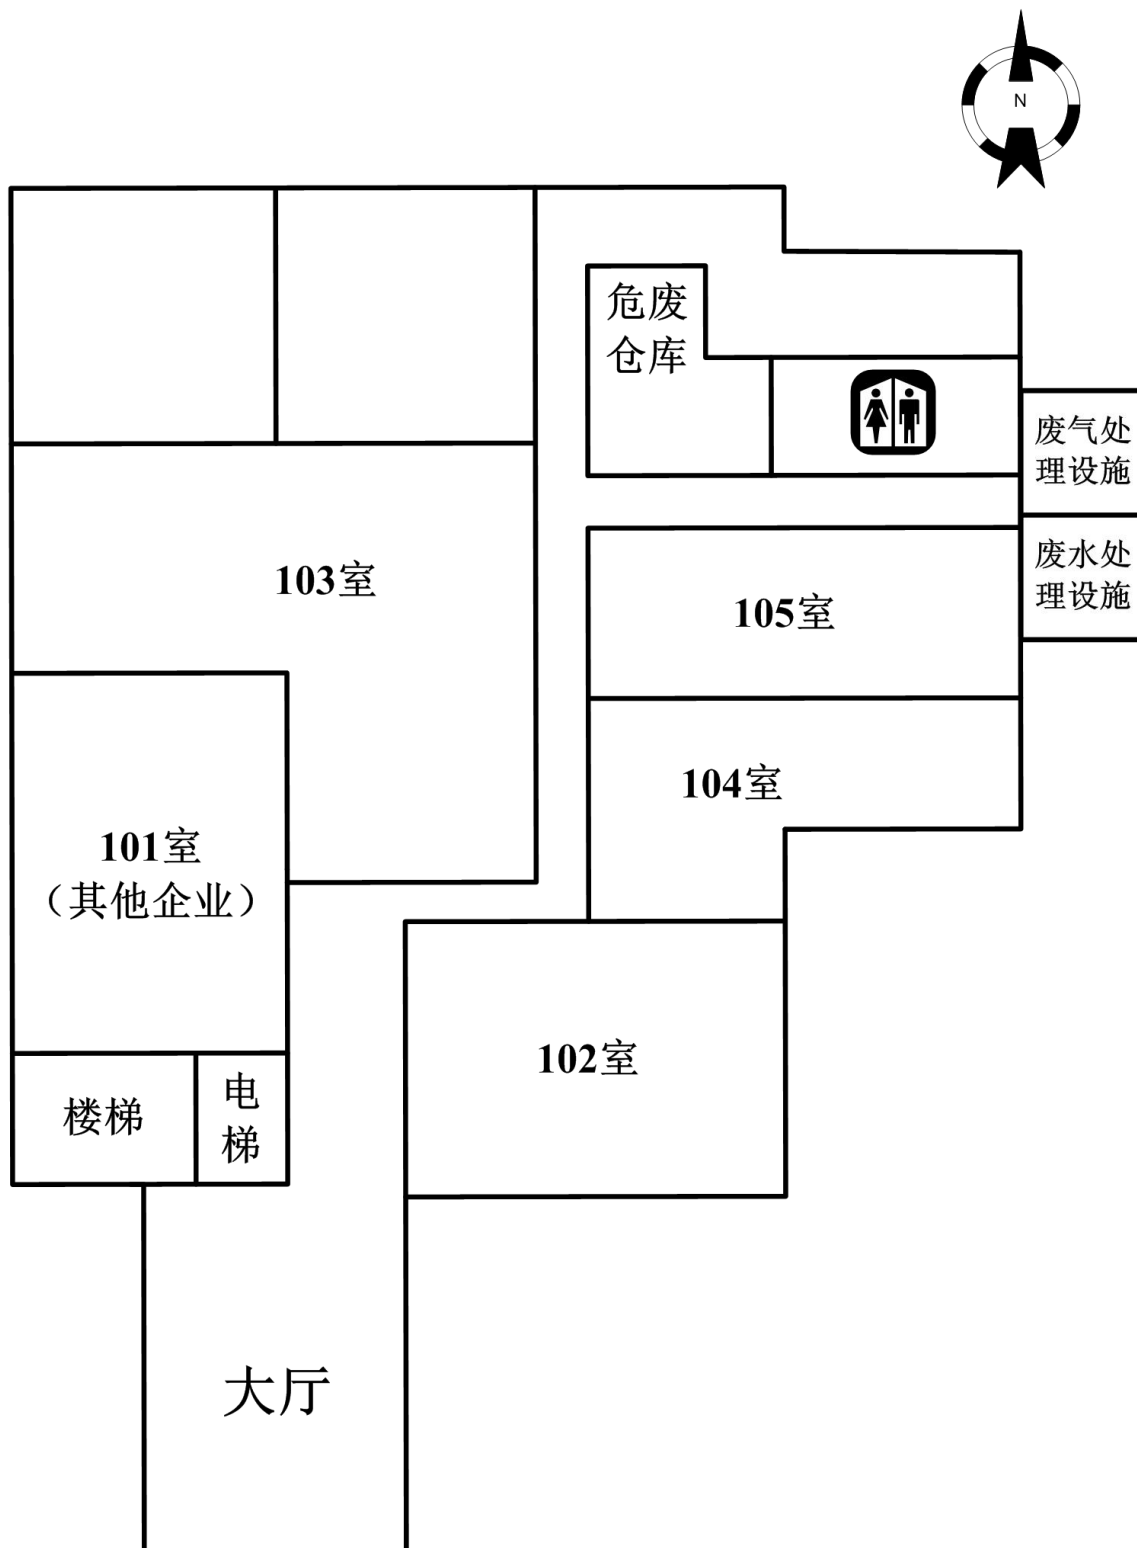 N
危废
仓库
废气处
理设施
废水处
理设施
103室
105室
104室
101室
（其他企业）
102室
楼梯
电
梯
大厅